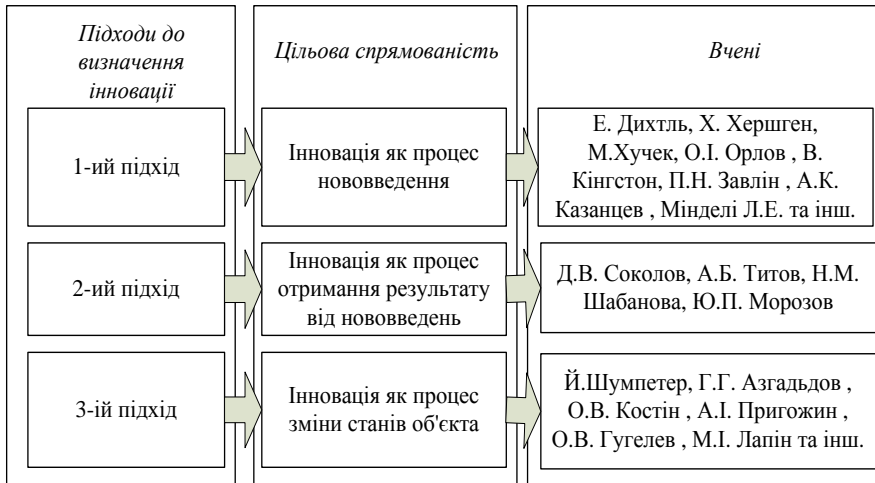 Підходи до
визначення
інновації
Цільова спрямованість
Вчені
1-ий підхід
Інновація як процес
нововведення
Е. Дихтль, Х. Хершген,
М.Хучек, О.І. Орлов , В.
Кінгстон, П.Н. Завлін , А.К.
Казанцев , Мінделі Л.Е. та інш.
2-ий підхід
Інновація як процес
отримання результату
від нововведень
Д.В. Соколов, А.Б. Титов, Н.М.
Шабанова, Ю.П. Морозов
3-ій підхід
Інновація як процес
зміни станів об'єкта
Й.Шумпетер, Г.Г. Азгадьдов ,
О.В. Костін , А.І. Пригожин ,
О.В. Гугелев , М.І. Лапін та інш.